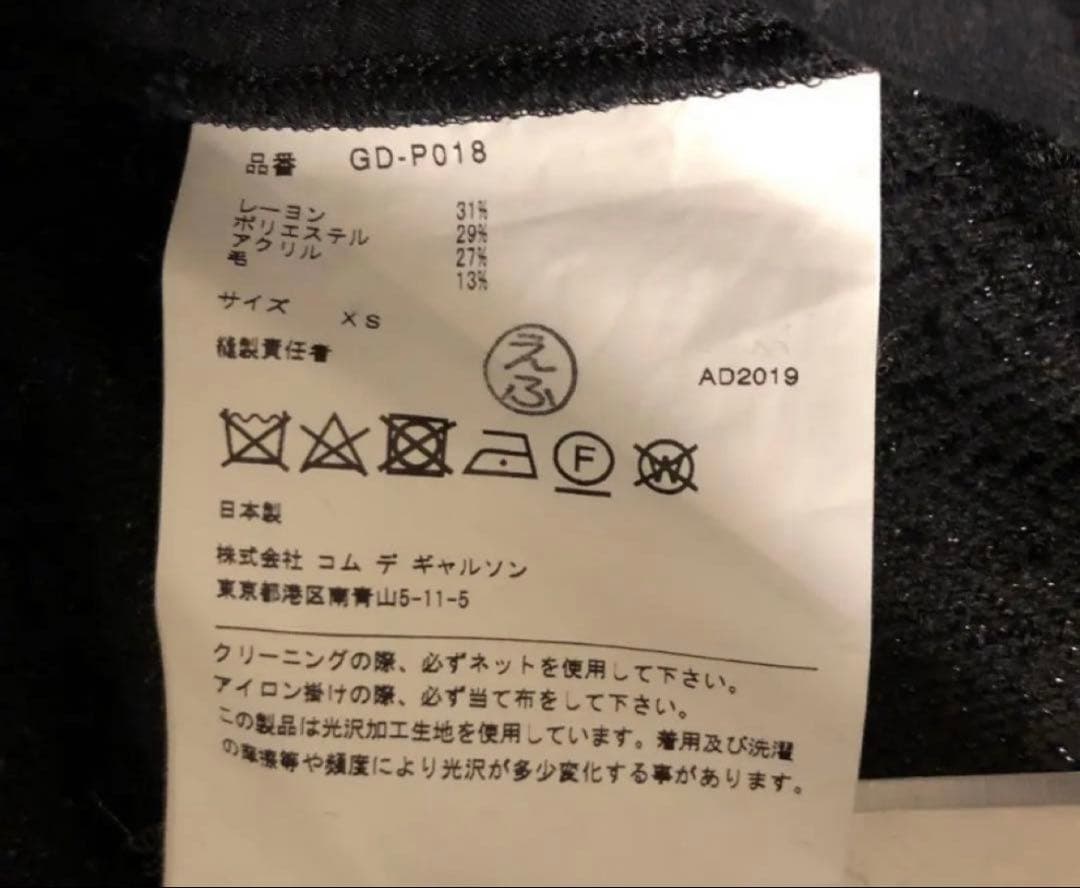 品番 GD-P018
レーヨン 31%
ポリエステル 29%
アクリル 27%
毛 13%
サイズ XS
縫製責任者
えふ
AD2019
F
W
日本製
株式会社 コム デ ギャルソン
東京都港区南青山5-11-5
クリーニングの際、必ずネットを使用して下さい。
アイロン掛けの際、必ず当て布をして下さい。
この製品は光沢加工生地を使用しています。着用及び洗濯
の摩擦等や頻度により光沢が多少変化する事があります。